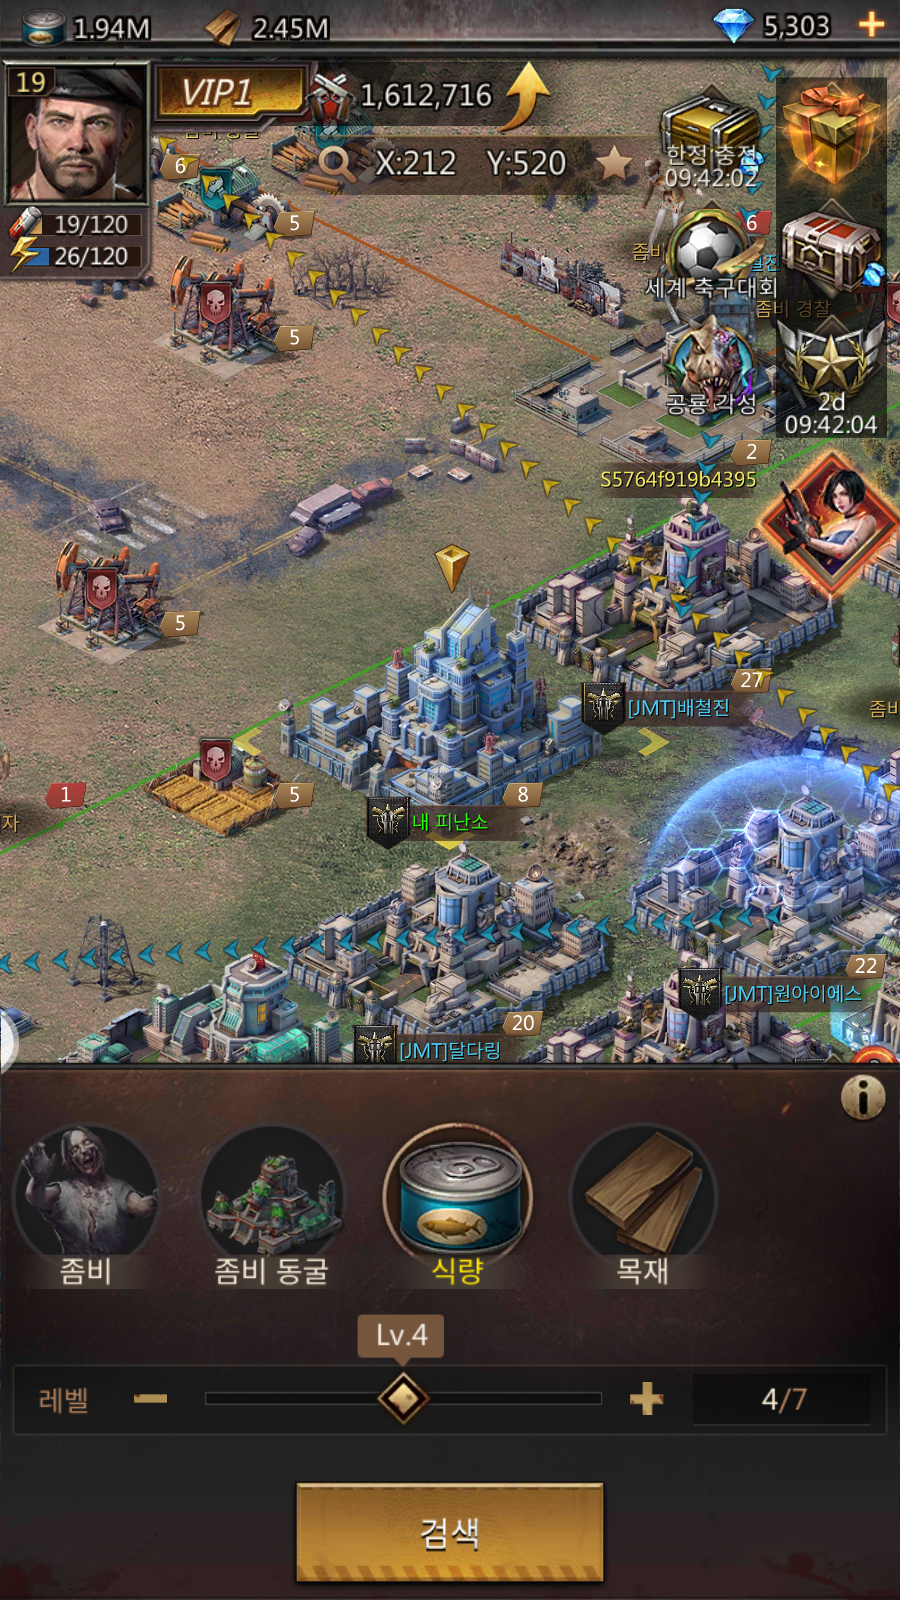 1.94M
2.45M
5,303
19
VIP1
1,612,716
6
X:212 Y:520
한정 충전
09:42:02
19/120
26/120
5
6
좀비
세계 축구대회
좀비 경찰
5
공룡 각성
2d
09:42:04
2
S5764f919b4395
5
27
[JMT]배철진
좀비
1
5
8
자
내 피난소
22
[JMT]원아이에스
20
[JMT]달다링
좀비
좀비 동굴
식량
목재
Lv.4
레벨
4/7
검색